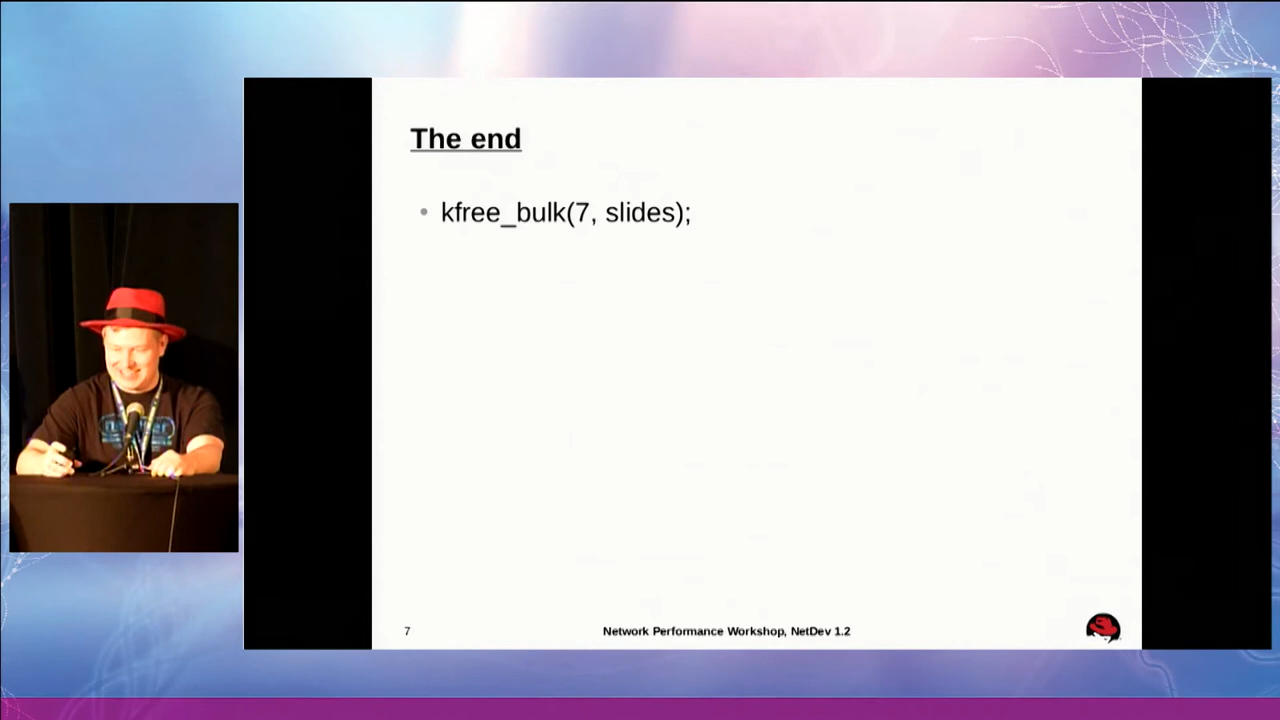 The end
• kfree_bulk(7, slides);
7
Network Performance Workshop, NetDev 1.2